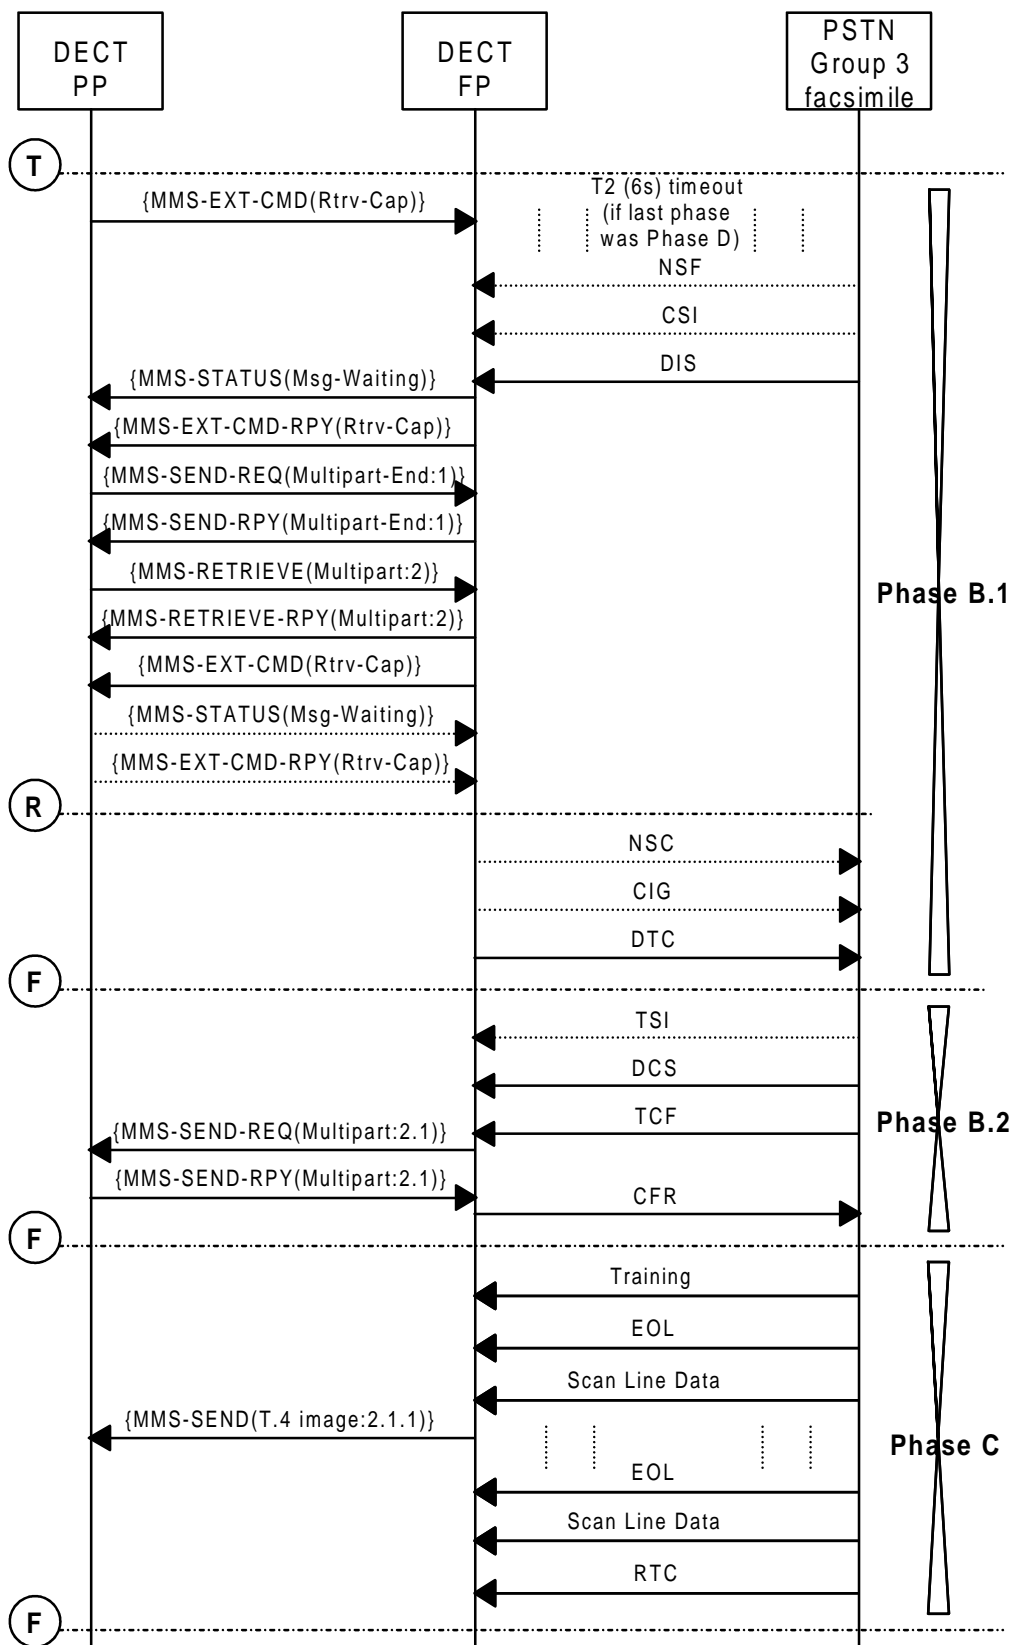 DECT
PP
DECT
FP
PSTN
Group 3
facsimile
T
{MMS-EXT-CMD(Rtrv-Cap)}
T2 (6s) timeout
(if last phase
was Phase D)
NSF
CSI
DIS
{MMS-STATUS(Msg-Waiting)}
{MMS-EXT-CMD-RPY(Rtrv-Cap)}
{MMS-SEND-REQ(Multipart-End:1)}
{MMS-SEND-RPY(Multipart-End:1)}
{MMS-RETRIEVE(Multipart:2)}
Phase B.1
{MMS-RETRIEVE-RPY(Multipart:2)}
{MMS-EXT-CMD(Rtrv-Cap)}
{MMS-STATUS(Msg-Waiting)}
{MMS-EXT-CMD-RPY(Rtrv-Cap)}
R
NSC
CIG
DTC
F
TSI
DCS
TCF
Phase B.2
{MMS-SEND-REQ(Multipart:2.1)}
{MMS-SEND-RPY(Multipart:2.1)}
CFR
F
Training
EOL
Scan Line Data
{MMS-SEND(T.4 image:2.1.1)}
Phase C
EOL
Scan Line Data
RTC
F